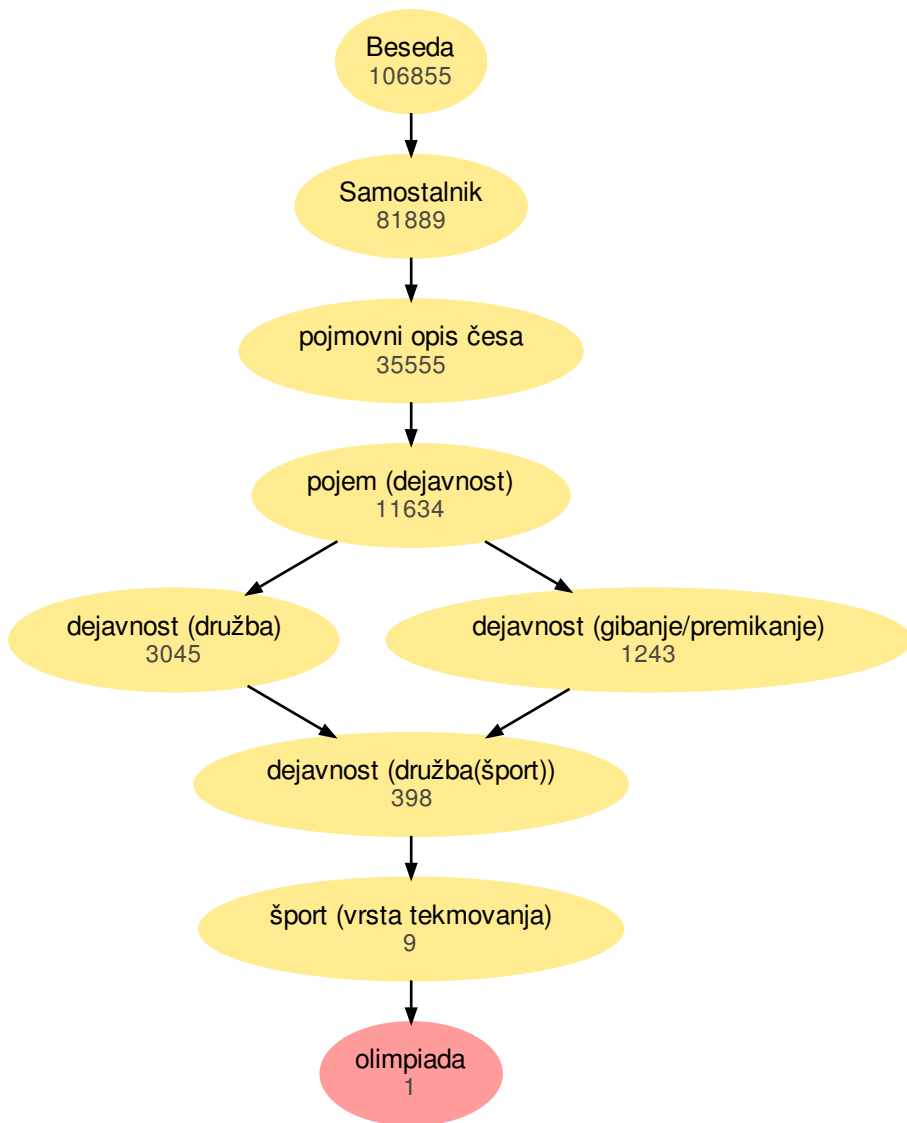 Beseda
106855
Samostalnik
81889
pojmovni opis česa
35555
pojem (dejavnost)
11634
dejavnost (družba)
3045
dejavnost (gibanje/premikanje)
1243
dejavnost (družba(šport))
398
šport (vrsta tekmovanja)
9
olimpiada
1